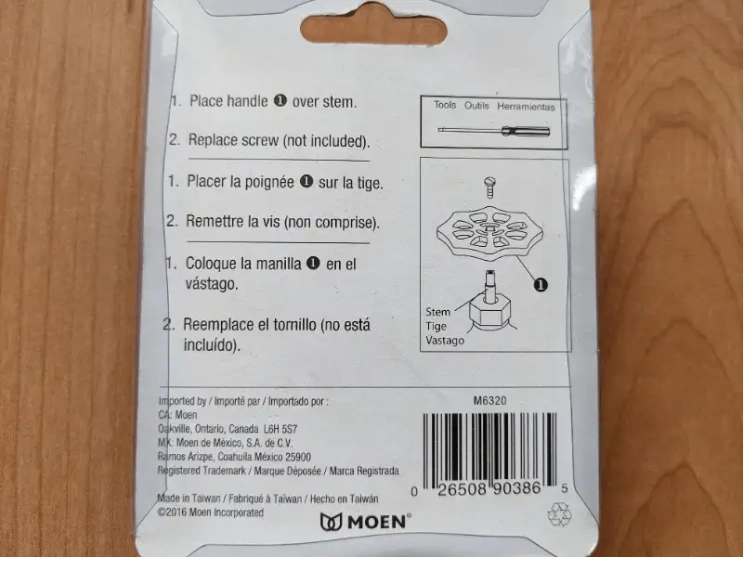 1. Place handle ❶ over stem.
2. Replace screw (not included).
1. Placer la poignée ❶ sur la tige.
2. Remettre la vis (non comprise).
1. Coloque la manilla ❶ en el
vástago.
2. Reemplace el tornillo (no está
incluído).
Tools Outils Herramientas
❶
Stem
Tige
Vastago
Imported by / Importé par / Importado por :
CA: Moen
Oakville, Ontario, Canada L6H 5S7
MX: Moen de México, S.A. de C.V.
Ramos Arizpe, Coahuila México 25900
Registered Trademark / Marque Déposée / Marca Registrada
Made in Taiwan / Fabriqué à Taiwan / Hecho en Taiwán
©2016 Moen Incorporated
MOEN®
M6320
0 26508 90386 5